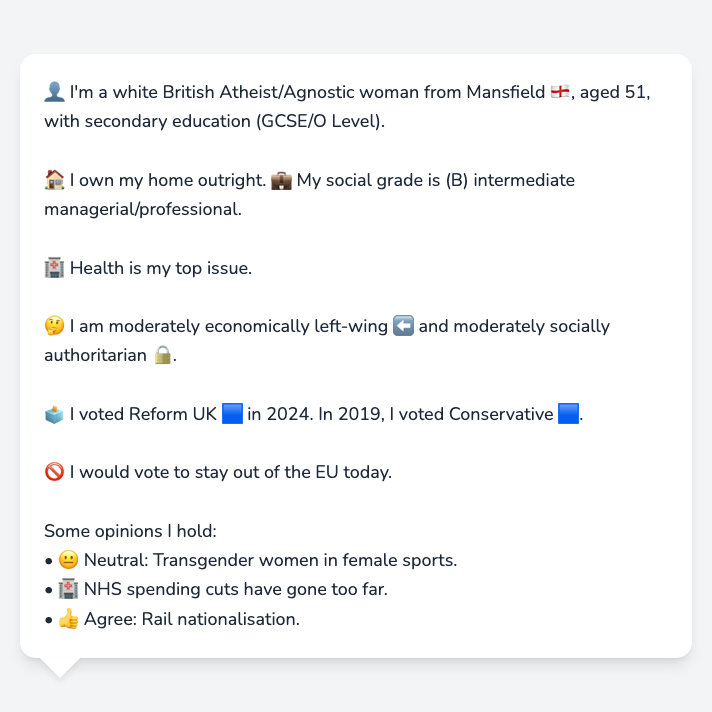 👤 I'm a white British Atheist/Agnostic woman from Mansfield 🏴󠁧󠁢󠁥󠁮󠁧󠁿, aged 51,
with secondary education (GCSE/O Level).
🏠 I own my home outright. 💼 My social grade is (B) intermediate
managerial/professional.
🏥 Health is my top issue.
🤔 I am moderately economically left-wing ⬅️ and moderately socially
authoritarian 🔒.
🗳️ I voted Reform UK 🟦 in 2024. In 2019, I voted Conservative 🟦.
🚫 I would vote to stay out of the EU today.
Some opinions I hold:
• 😐 Neutral: Transgender women in female sports.
• 🏥 NHS spending cuts have gone too far.
• 👍 Agree: Rail nationalisation.